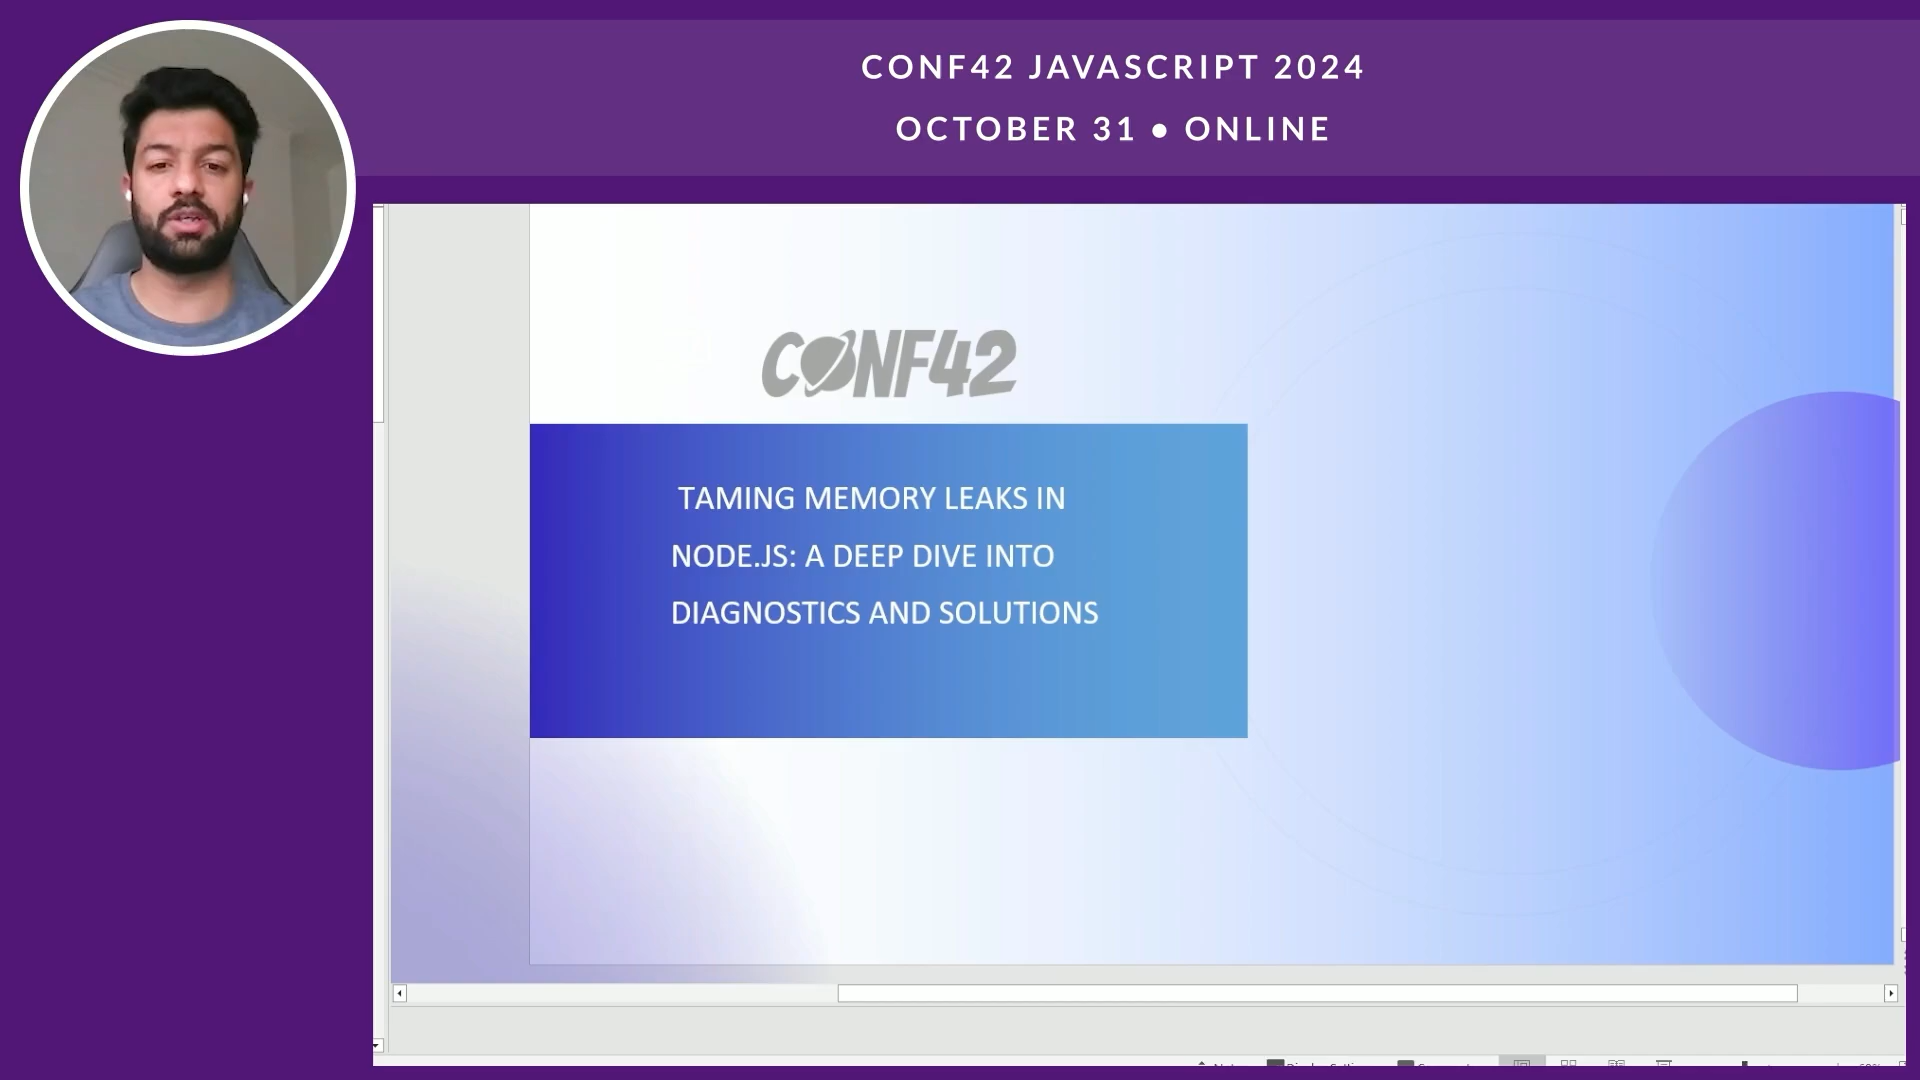 CONF42 JAVASCRIPT 2024
OCTOBER 31 ● ONLINE
CONF42
TAMING MEMORY LEAKS IN
NODE.JS: A DEEP DIVE INTO
DIAGNOSTICS AND SOLUTIONS